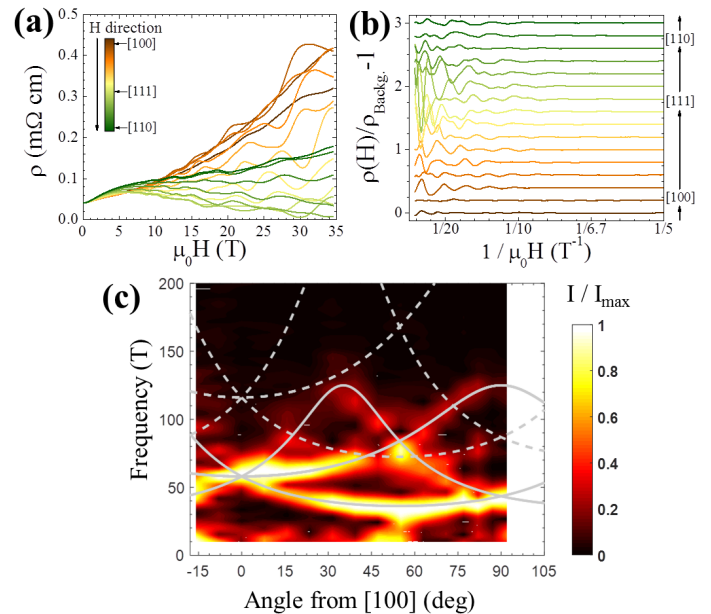 (a)
H direction
[100]
[111]
[110]
ρ (mΩ cm)
0.5
0.4
0.3
0.2
0.1
0.0
0 5 10 15 20 25 30 35
μ₀H (T)
(b)
ρ(H)/ρBackg.-1
3
2
1
0
[110]
[111]
[100]
1/20 1/10 1/6.7 1/5
1 / μ₀H (T⁻¹)
(c)
I / Imax
Frequency (T)
200
150
100
50
0
-15 0 15 30 45 60 75 90 105
Angle from [100] (deg)
1
0.8
0.6
0.4
0.2
0